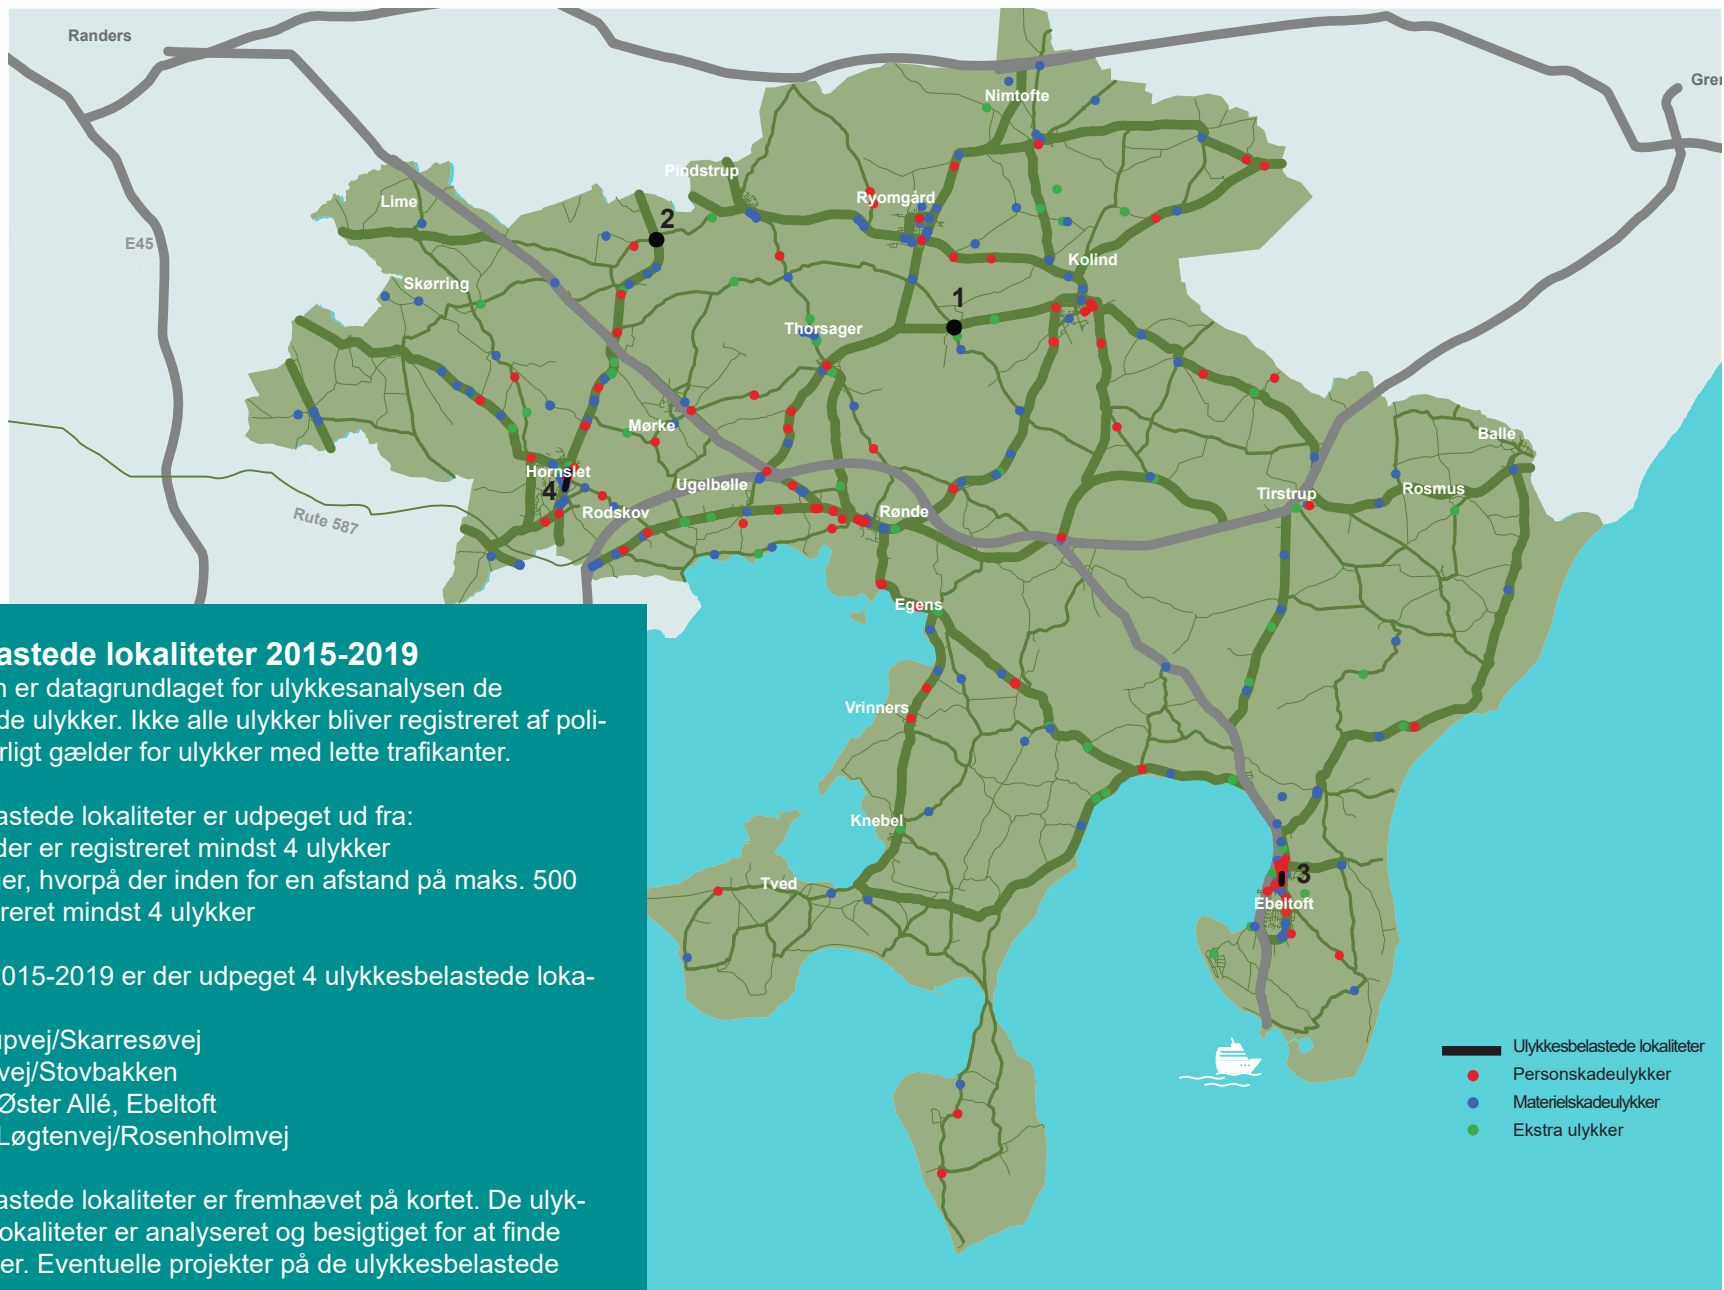 Randers
Gren
Nimtofte
Pindstrup
Lime
Ryomgård
2
E45
Kolind
Skørring
1
Thorsager
Mørke
Balle
Hornslet
4
Ugelbølle
Tirstrup
Rosmus
Rute 587
Rodskov
Rønde
Egens
Vrinners
Knebel
Tved
3
Ebeltoft
astede lokaliteter 2015-2019
er datagrundlaget for ulykkesanalysen de
de ulykker. Ikke alle ulykker bliver registreret af poli-
rligt gælder for ulykker med lette trafikanter.
astede lokaliteter er udpeget ud fra:
der er registreret mindst 4 ulykker
ger, hvorpå der inden for en afstand på maks. 500
reret mindst 4 ulykker
2015-2019 er der udpeget 4 ulykkesbelastede loka-
pvej/Skarresøvej
vej/Stovbakken
Øster Allé, Ebeltoft
Løgtenvej/Rosenholmvej
astede lokaliteter er fremhævet på kortet. De ulyk-
lokaliteter er analyseret og besigtiget for at finde
er. Eventuelle projekter på de ulykkesbelastede
Ulykkesbelastede lokaliteter
Personskadeulykker
Materielskadeulykker
Ekstra ulykker